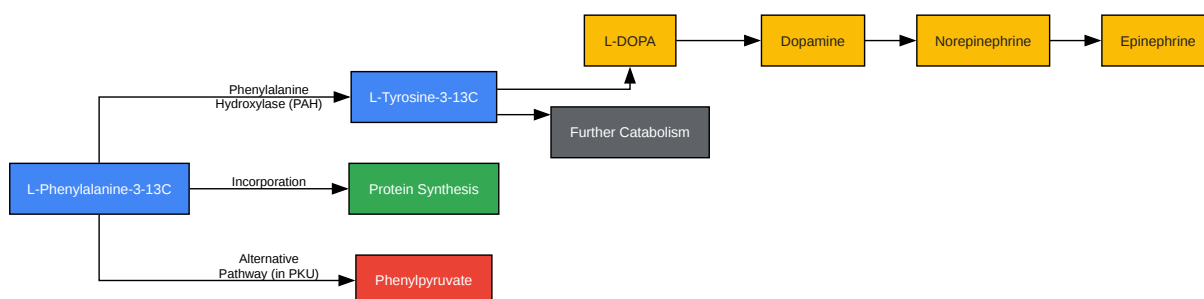 L-DOPA
Dopamine
Norepinephrine
Epinephrine
Phenylalanine
Hydroxylase (PAH)
L-Tyrosine-3-13C
Further Catabolism
L-Phenylalanine-3-13C
Incorporation
Protein Synthesis
Alternative
Pathway (in PKU)
Phenylpyruvate